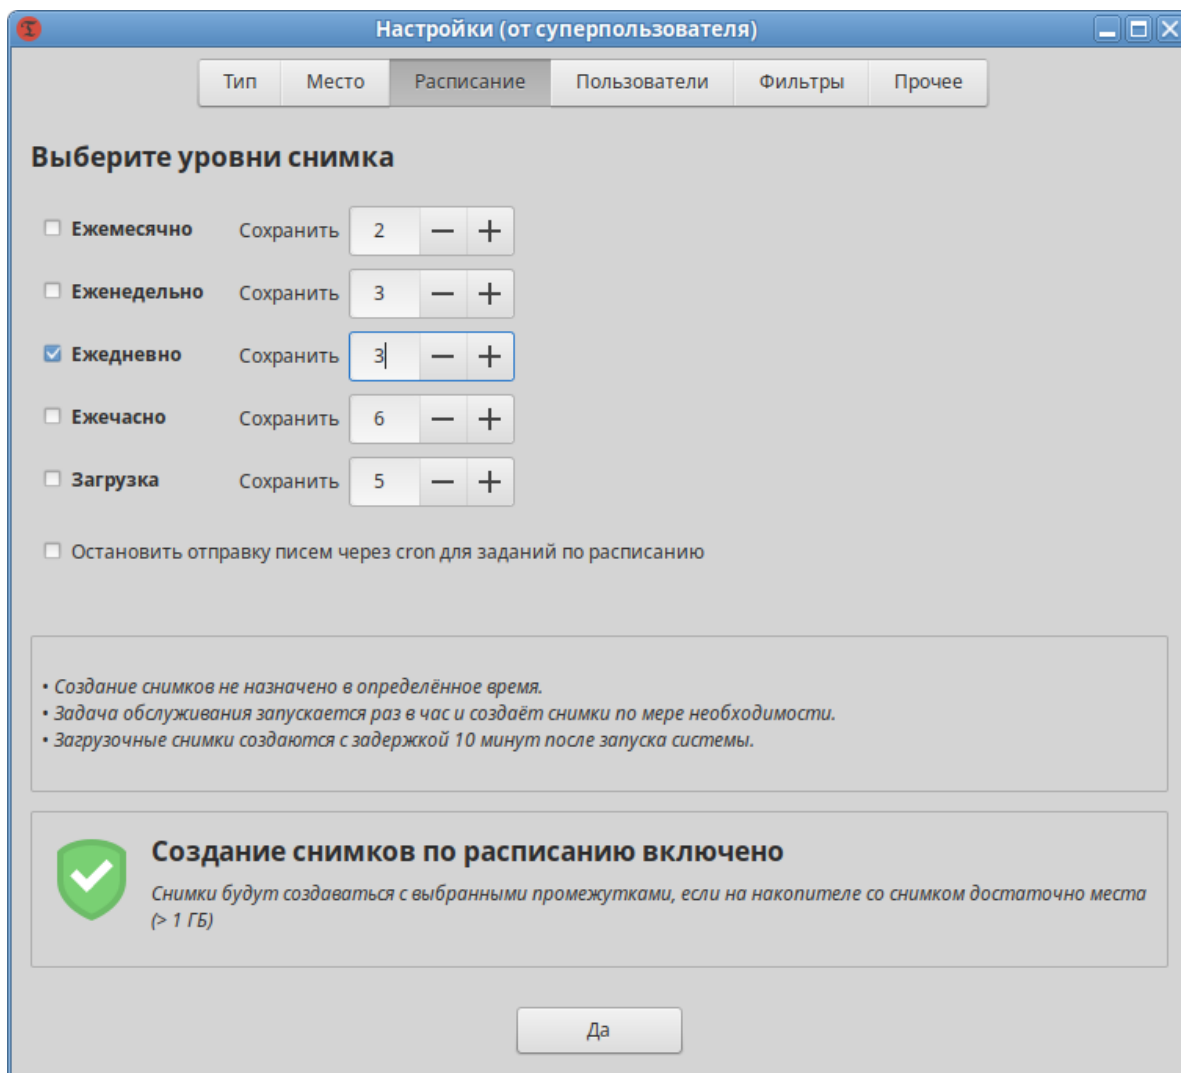 Настройки (от суперпользователя)
Тип Место Расписание Пользователи Фильтры Прочее
Выберите уровни снимка
Ежемесячно Сохранить 2 — +
Еженедельно Сохранить 3 — +
Ежедневно Сохранить 3 — +
Ежечасно Сохранить 6 — +
Загрузка Сохранить 5 — +
Остановить отправку писем через cron для заданий по расписанию
• Создание снимков не назначено в определённое время.
• Задача обслуживания запускается раз в час и создаёт снимки по мере необходимости.
• Загрузочные снимки создаются с задержкой 10 минут после запуска системы.
Создание снимков по расписанию включено
Снимки будут создаваться с выбранными промежутками, если на накопителе со снимком достаточно места
(> 1 ГБ)
Да